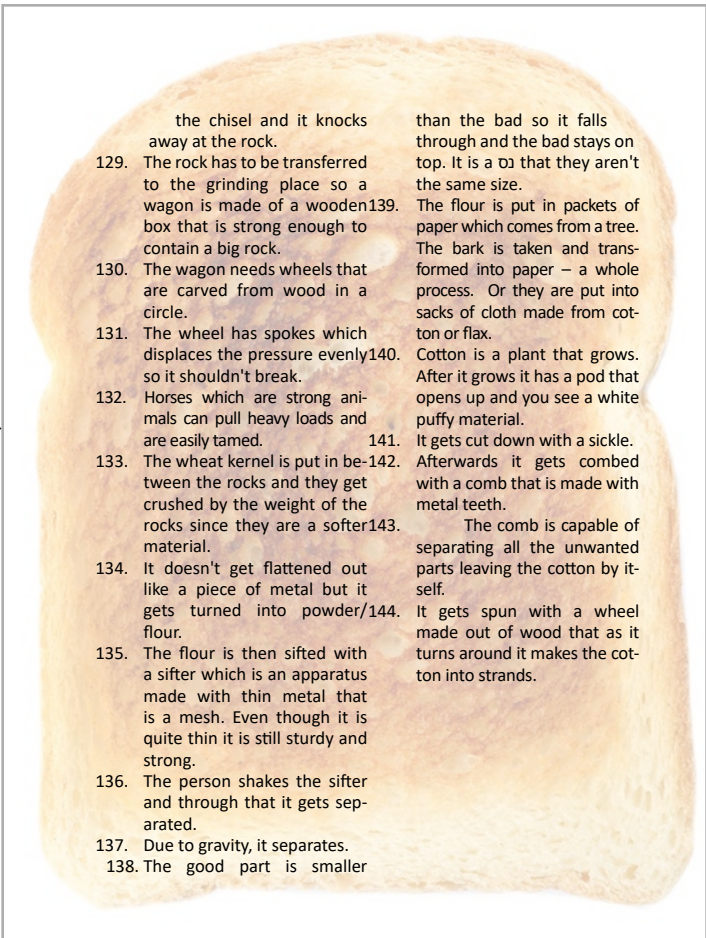 the chisel and it knocks
away at the rock.
129. The rock has to be transferred
to the grinding place so a
wagon is made of a wooden
box that is strong enough to
contain a big rock.
130. The wagon needs wheels that
are carved from wood in a
circle.
131. The wheel has spokes which
displaces the pressure evenly
so it shouldn't break.
132. Horses which are strong ani-
mals can pull heavy loads and
are easily tamed.
133. The wheat kernel is put in be-
tween the rocks and they get
crushed by the weight of the
rocks since they are a softer
material.
134. It doesn't get flattened out
like a piece of metal but it
gets turned into powder/
flour.
135. The flour is then sifted with
a sifter which is an apparatus
made with thin metal that
is a mesh. Even though it is
quite thin it is still sturdy and
strong.
136. The person shakes the sifter
and through that it gets sep-
arated.
137. Due to gravity, it separates.
138. The good part is smaller
than the bad so it falls
through and the bad stays on
top. It is a נס that they aren't
the same size.
139. The flour is put in packets of
paper which comes from a tree.
The bark is taken and trans-
formed into paper – a whole
process. Or they are put into
sacks of cloth made from cot-
ton or flax.
140. Cotton is a plant that grows.
After it grows it has a pod that
opens up and you see a white
puffy material.
141. It gets cut down with a sickle.
142. Afterwards it gets combed
with a comb that is made with
metal teeth.
143. The comb is capable of
separating all the unwanted
parts leaving the cotton by it-
self.
144. It gets spun with a wheel
made out of wood that as it
turns around it makes the cot-
ton into strands.